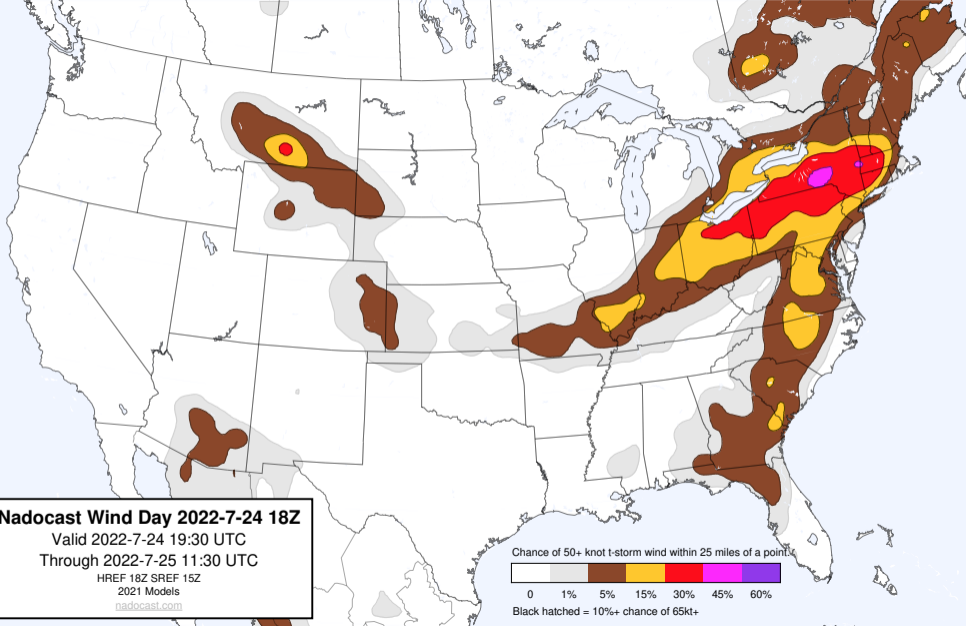 Nadocast Wind Day 2022-7-24 18Z
Valid 2022-7-24 19:30 UTC
Through 2022-7-25 11:30 UTC
HREF 18Z SREF 15Z
2021 Models
nadocast.com
Chance of 50+ knot t-storm wind within 25 miles of a point.
0 1% 5% 15% 30% 45% 60%
Black hatched = 10%+ chance of 65kt+